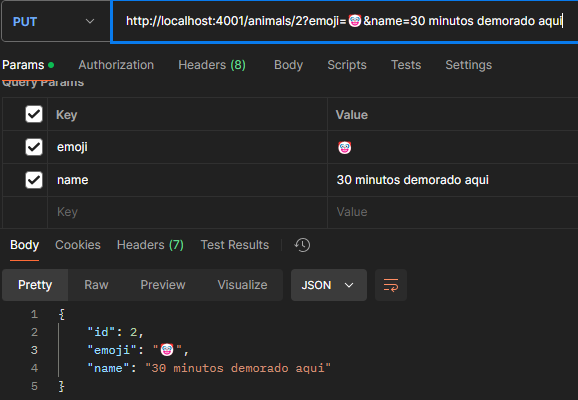 PUT http://localhost:4001/animals/2?emoji=🤡&name=30 minutos demorado aqui
Params Authorization Headers (8) Body Scripts Tests Settings
Query Params
Key Value
emoji 🤡
name 30 minutos demorado aqui
Key Value
Body Cookies Headers (7) Test Results
Pretty Raw Preview Visualize JSON
1 {
2 "id": 2,
3 "emoji": "🤡",
4 "name": "30 minutos demorado aqui"
5 }